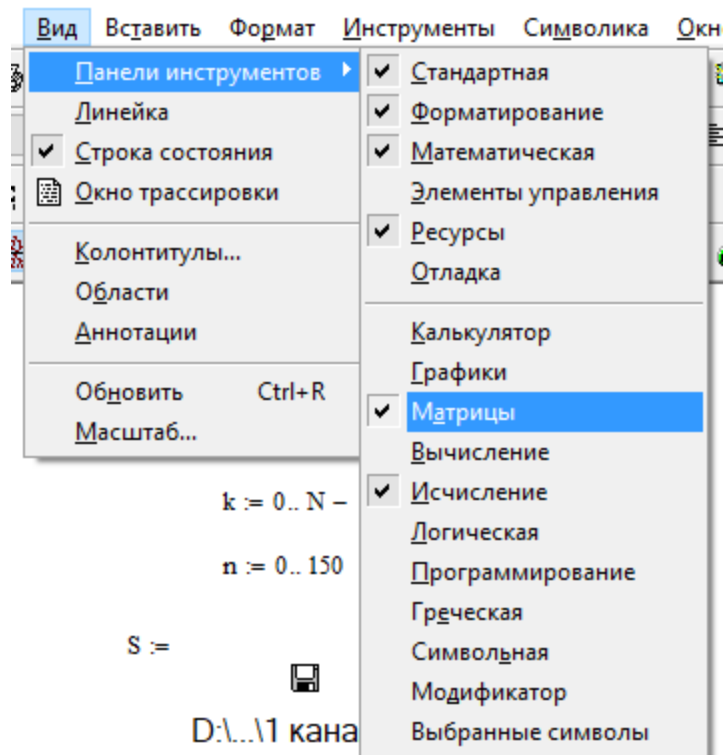 Вид Вставить Формат Инструменты Символика Окн
Панели инструментов
Линейка
Строка состояния
Окно трассировки
Колонтитулы...
Области
Аннотации
Обновить Ctrl+R
Масштаб...
Стандартная
Форматирование
Математическая
Элементы управления
Ресурсы
Отладка
Калькулятор
Графики
Матрицы
Вычисление
Исчисление
Логическая
Программирование
Греческая
Символьная
Модификатор
Выбранные символы
k := 0.. N −
n := 0.. 150
S :=
D:\...\1 кана